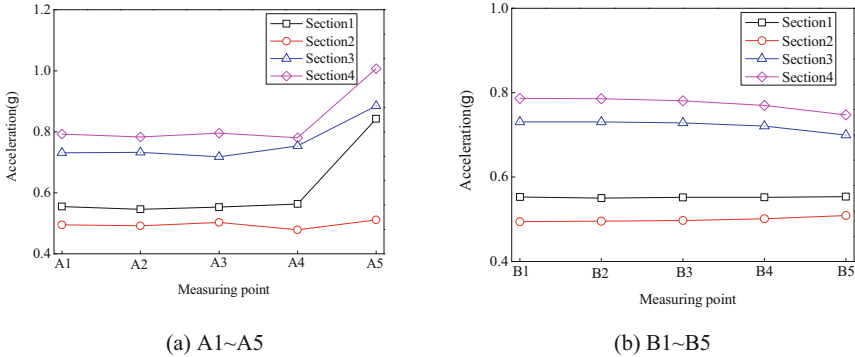 1.2
1.0
0.8
0.6
0.4
Acceleration(g)
Section1
Section2
Section3
Section4
A1
A2
A3
A4
A5
Measuring point
(a) A1~A5
1.0
0.8
0.6
0.4
Acceleration(g)
Section1
Section2
Section3
Section4
B1
B2
B3
B4
B5
Measuring point
(b) B1~B5